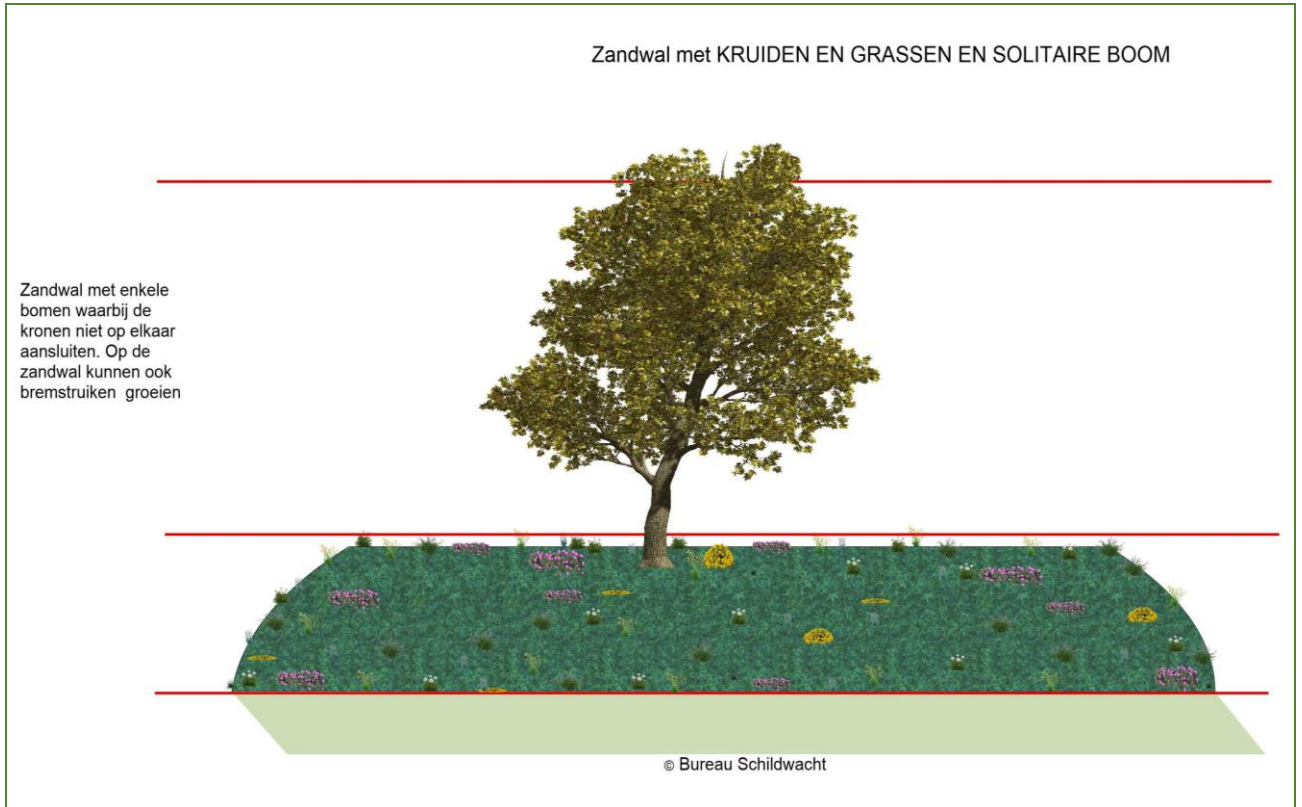 Zandwal met KRUIDEN EN GRASSEN EN SOLITAIRE BOOM
Zandwal met enkele
bomen waarbij de
kronen niet op elkaar
aansluiten. Op de
zandwal kunnen ook
bremstruiken groeien
© Bureau Schildwacht